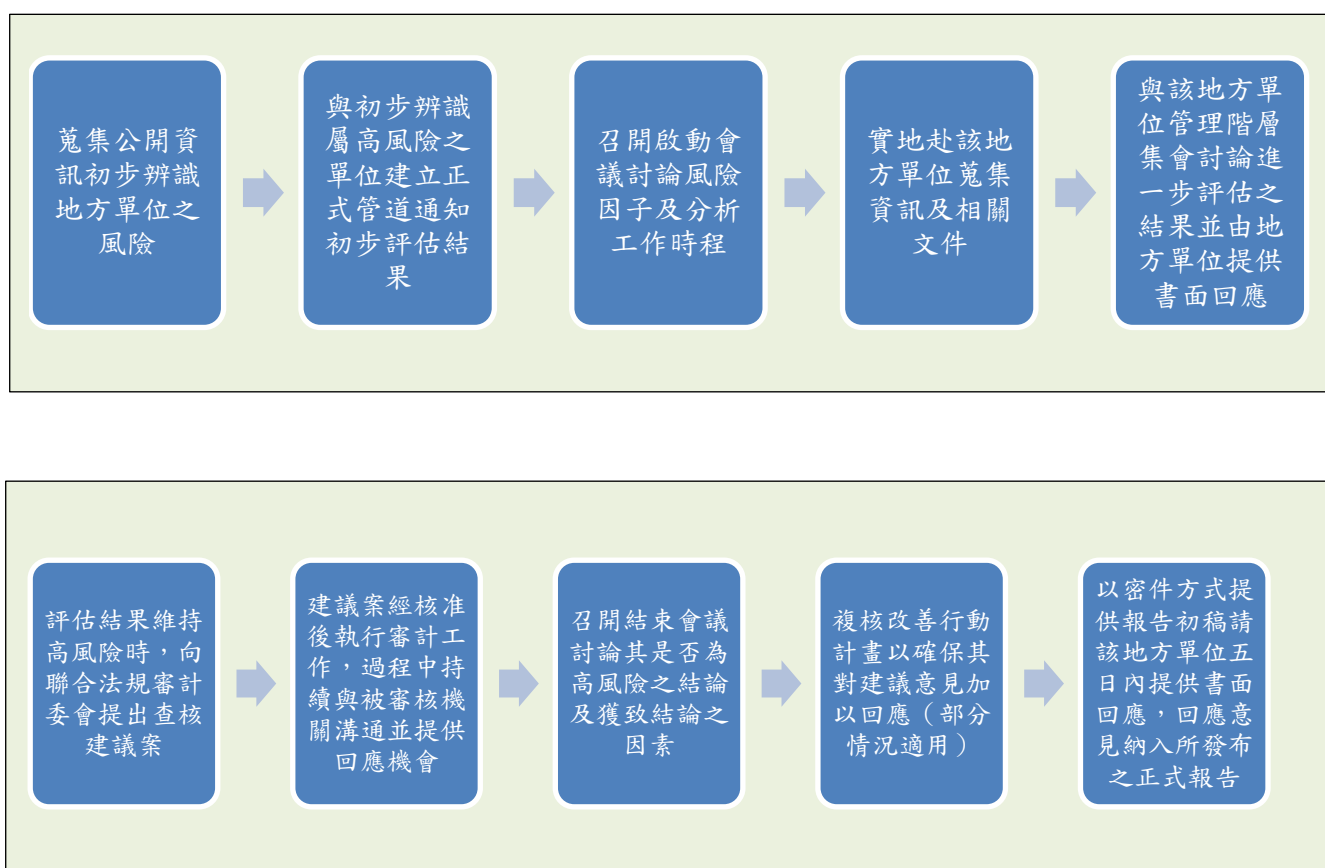 蒐集公開資
訊初步辨識
地方單位之
風險
與初步辨識
屬高風險之
單位建立正
式管道通知
初步評估結
果
召開啟動會
議討論風險
因子及分析
工作時程
實地赴該地
方單位蒐集
資訊及相關
文件
與該地方單
位管理階層
集會討論進
一步評估之
結果並由地
方單位提供
書面回應
評估結果維持
高風險時，向
聯合法規審計
委會提出查核
建議案
建議案經核准
後執行審計工
作，過程中持
續與被審核機
關溝通並提供
回應機會
召開結束會議
討論其是否為
高風險之結論
及獲致結論之
因素
複核改善行動
計畫以確保其
對建議意見加
以回應（部分
情況適用）
以密件方式提
供報告初稿請
該地方單位五
日內提供書面
回應，回應意
見納入所發布
之正式報告